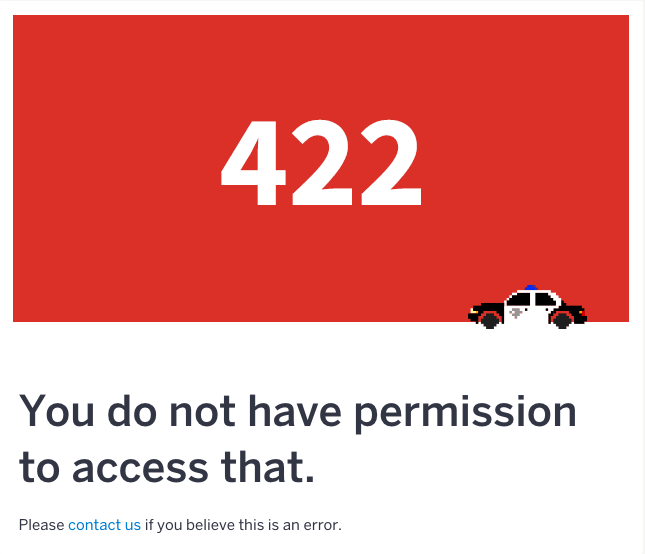 422
You do not have permission
to access that.
Please contact us if you believe this is an error.